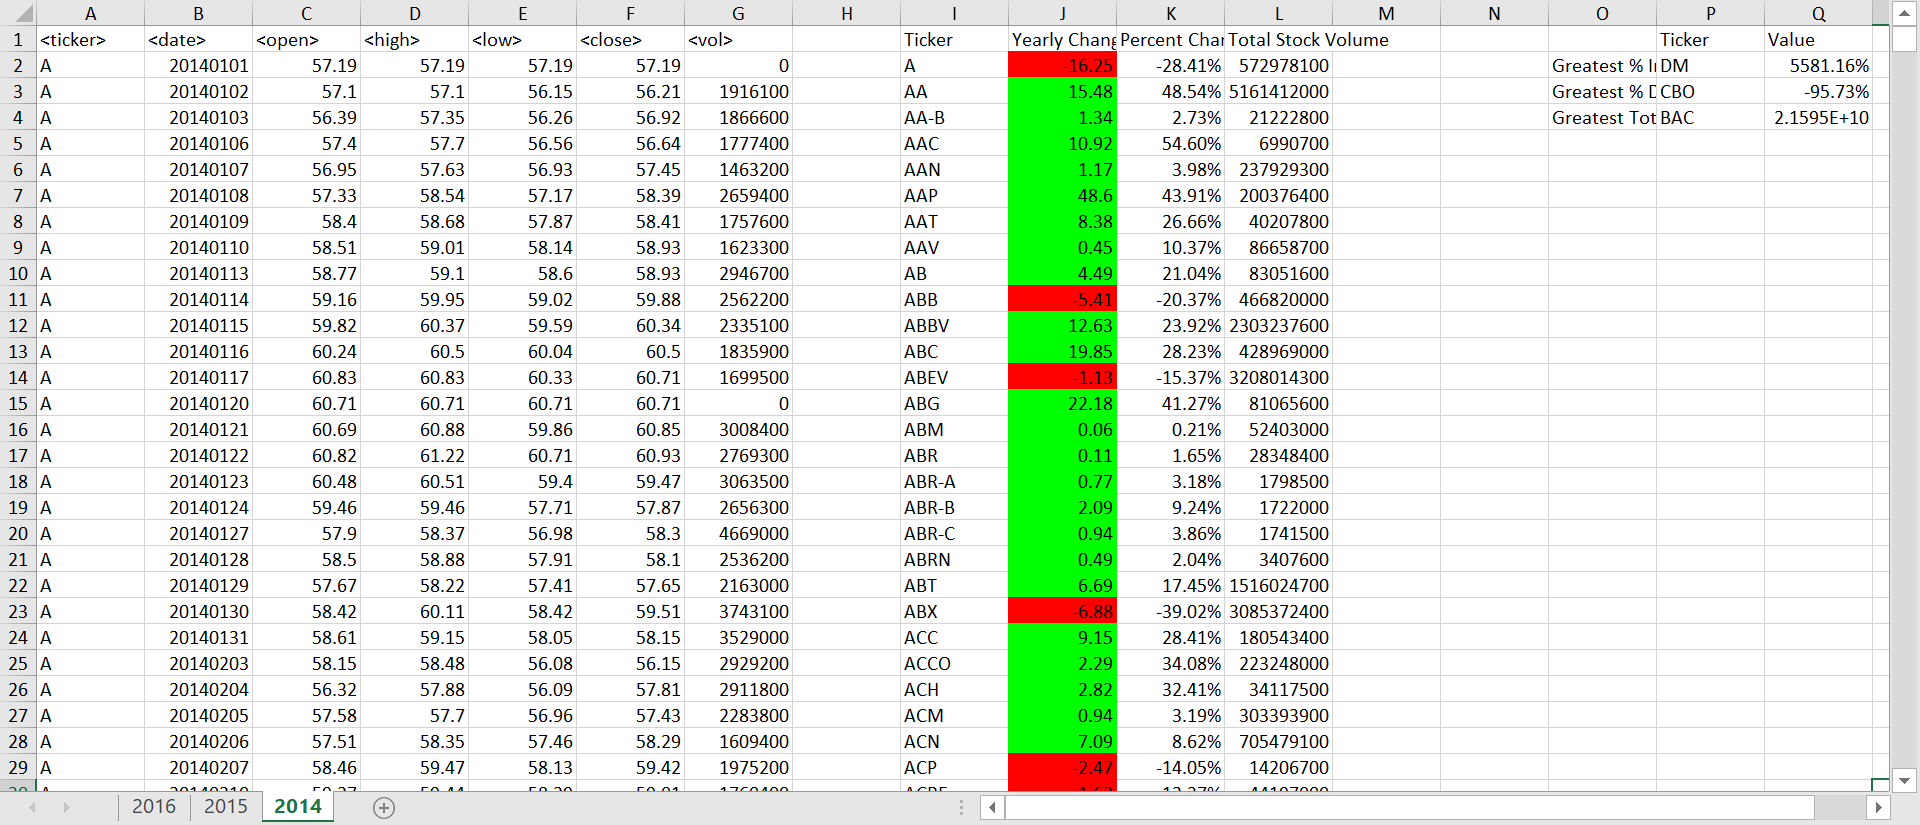 A B C D E F G H I J K L M N O P Q
1 <ticker> <date> <open> <high> <low> <close> <vol> Ticker Yearly Chang Percent Char Total Stock Volume Ticker Value
2 A 20140101 57.19 57.19 57.19 57.19 0 A -16.25 -28.41% 572978100 Greatest % I DM 5581.16%
3 A 20140102 57.1 57.1 56.15 56.21 1916100 AA 15.48 48.54% 5161412000 Greatest % D CBO -95.73%
4 A 20140103 56.39 57.35 56.26 56.92 1866600 AA-B 1.34 2.73% 21222800 Greatest Tot BAC 2.1595E+10
5 A 20140106 57.4 57.7 56.56 56.64 1777400 AAC 10.92 54.60% 6990700
6 A 20140107 56.95 57.63 56.93 57.45 1463200 AAN 1.17 3.98% 237929300
7 A 20140108 57.33 58.54 57.17 58.39 2659400 AAP 48.6 43.91% 200376400
8 A 20140109 58.4 58.68 57.87 58.41 1757600 AAT 8.38 26.66% 40207800
9 A 20140110 58.51 59.01 58.14 58.93 1623300 AAV 0.45 10.37% 86658700
10 A 20140113 58.77 59.1 58.6 58.93 2946700 AB 4.49 21.04% 83051600
11 A 20140114 59.16 59.95 59.02 59.88 2562200 ABB -5.41 -20.37% 466820000
12 A 20140115 59.82 60.37 59.59 60.34 2335100 ABBV 12.63 23.92% 2303237600
13 A 20140116 60.24 60.5 60.04 60.5 1835900 ABC 19.85 28.23% 428969000
14 A 20140117 60.83 60.83 60.33 60.71 1699500 ABEV -1.13 -15.37% 3208014300
15 A 20140120 60.71 60.71 60.71 60.71 0 ABG 22.18 41.27% 81065600
16 A 20140121 60.69 60.88 59.86 60.85 3008400 ABM 0.06 0.21% 52403000
17 A 20140122 60.82 61.22 60.71 60.93 2769300 ABR 0.11 1.65% 28348400
18 A 20140123 60.48 60.51 59.4 59.47 3063500 ABR-A 0.77 3.18% 1798500
19 A 20140124 59.46 59.46 57.71 57.87 2656300 ABR-B 2.09 9.24% 1722000
20 A 20140127 57.9 58.37 56.98 58.3 4669000 ABR-C 0.94 3.86% 1741500
21 A 20140128 58.5 58.88 57.91 58.1 2536200 ABRN 0.49 2.04% 3407600
22 A 20140129 57.67 58.22 57.41 57.65 2163000 ABT 6.69 17.45% 1516024700
23 A 20140130 58.42 60.11 58.42 59.51 3743100 ABX -6.88 -39.02% 3085372400
24 A 20140131 58.61 59.15 58.05 58.15 3529000 ACC 9.15 28.41% 180543400
25 A 20140203 58.15 58.48 56.08 56.15 2929200 ACCO 2.29 34.08% 223248000
26 A 20140204 56.32 57.88 56.09 57.81 2911800 ACH 2.82 32.41% 34117500
27 A 20140205 57.58 57.7 56.96 57.43 2283800 ACM 0.94 3.19% 303393900
28 A 20140206 57.51 58.35 57.46 58.29 1609400 ACN 7.09 8.62% 705479100
29 A 20140207 58.46 59.47 58.13 59.42 1975200 ACP -2.47 -14.05% 14206700
2016 2015 2014